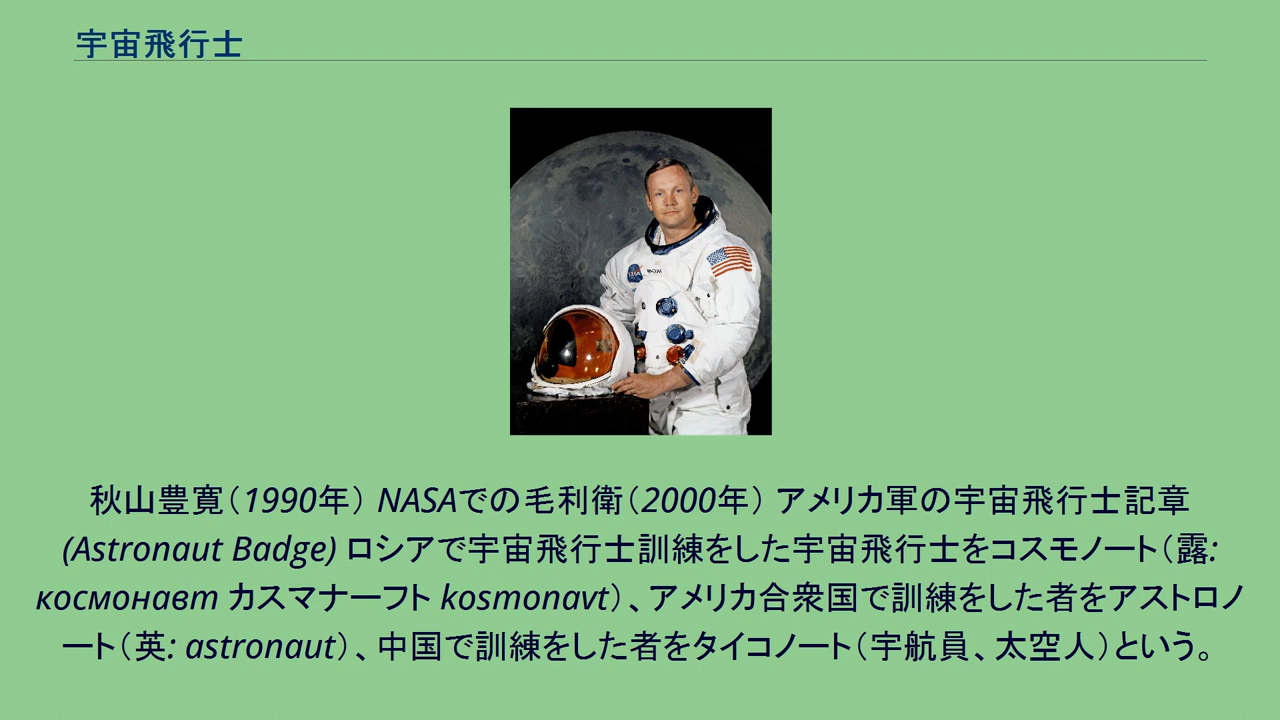 宇宙飛行士
秋山豊寛（1990年） NASAでの毛利衛（2000年） アメリカ軍の宇宙飛行士記章
(Astronaut Badge) ロシアで宇宙飛行士訓練をした宇宙飛行士をコスモノート（露:
космонавт カスマナーフト kosmonavt）、アメリカ合衆国で訓練をした者をアストロノ
ート（英: astronaut）、中国で訓練をした者をタイコノート（宇航員、太空人）という。